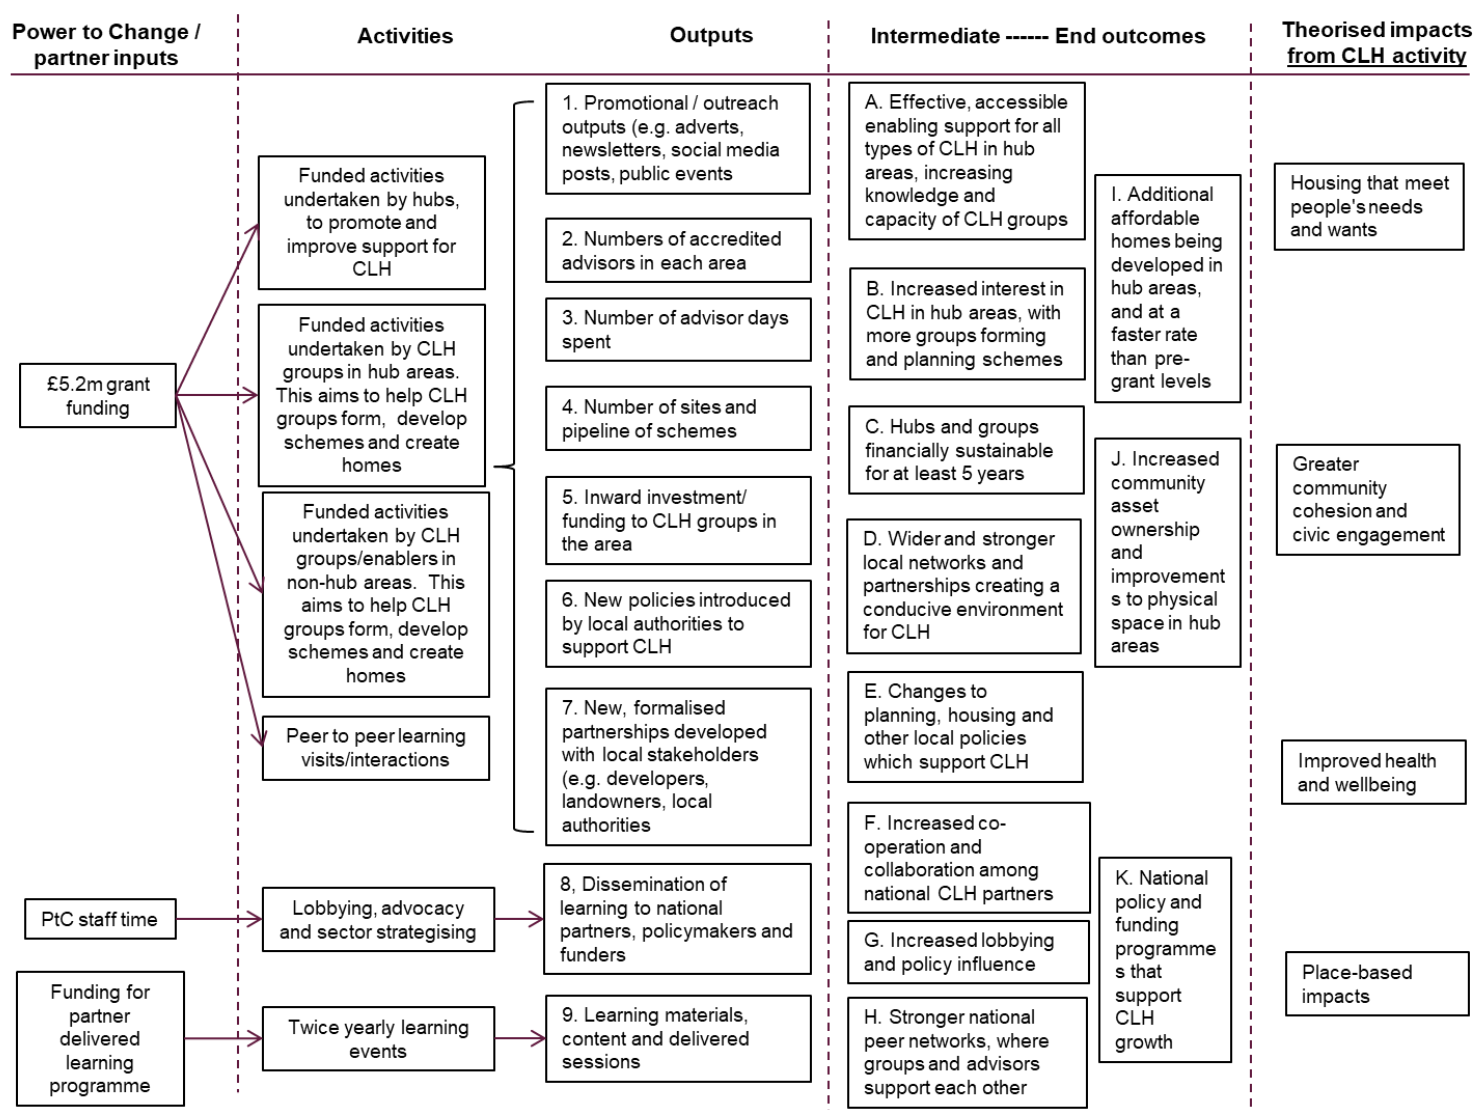 Power to Change /
partner inputs
Activities
Outputs
Intermediate ------ End outcomes
Theorised impacts
from CLH activity
£5.2m grant
funding
PtC staff time
Funding for
partner
delivered
learning
programme
Funded activities
undertaken by hubs,
to promote and
improve support for
CLH
Funded activities
undertaken by CLH
groups in hub areas.
This aims to help CLH
groups form, develop
schemes and create
homes
Funded activities
undertaken by CLH
groups/enablers in
non-hub areas. This
aims to help CLH
groups form, develop
schemes and create
homes
Peer to peer learning
visits/interactions
Lobbying, advocacy
and sector strategising
Twice yearly learning
events
1. Promotional / outreach
outputs (e.g. adverts,
newsletters, social media
posts, public events
2. Numbers of accredited
advisors in each area
3. Number of advisor days
spent
4. Number of sites and
pipeline of schemes
5. Inward investment/
funding to CLH groups in
the area
6. New policies introduced
by local authorities to
support CLH
7. New, formalised
partnerships developed
with local stakeholders
(e.g. developers,
landowners, local
authorities
8, Dissemination of
learning to national
partners, policymakers and
funders
9. Learning materials,
content and delivered
sessions
A. Effective, accessible
enabling support for all
types of CLH in hub
areas, increasing
knowledge and
capacity of CLH groups
B. Increased interest in
CLH in hub areas, with
more groups forming
and planning schemes
C. Hubs and groups
financially sustainable
for at least 5 years
D. Wider and stronger
local networks and
partnerships creating a
conducive environment
for CLH
E. Changes to
planning, housing and
other local policies
which support CLH
F. Increased co-
operation and
collaboration among
national CLH partners
G. Increased lobbying
and policy influence
H. Stronger national
peer networks, where
groups and advisors
support each other
I. Additional
affordable
homes being
developed in
hub areas,
and at a
faster rate
than pre-
grant levels
J. Increased
community
asset
ownership
and
improvement
s to physical
space in hub
areas
K. National
policy and
funding
programme
s that
support
CLH
growth
Housing that meet
people's needs
and wants
Greater
community
cohesion and
civic engagement
Improved health
and wellbeing
Place-based
impacts